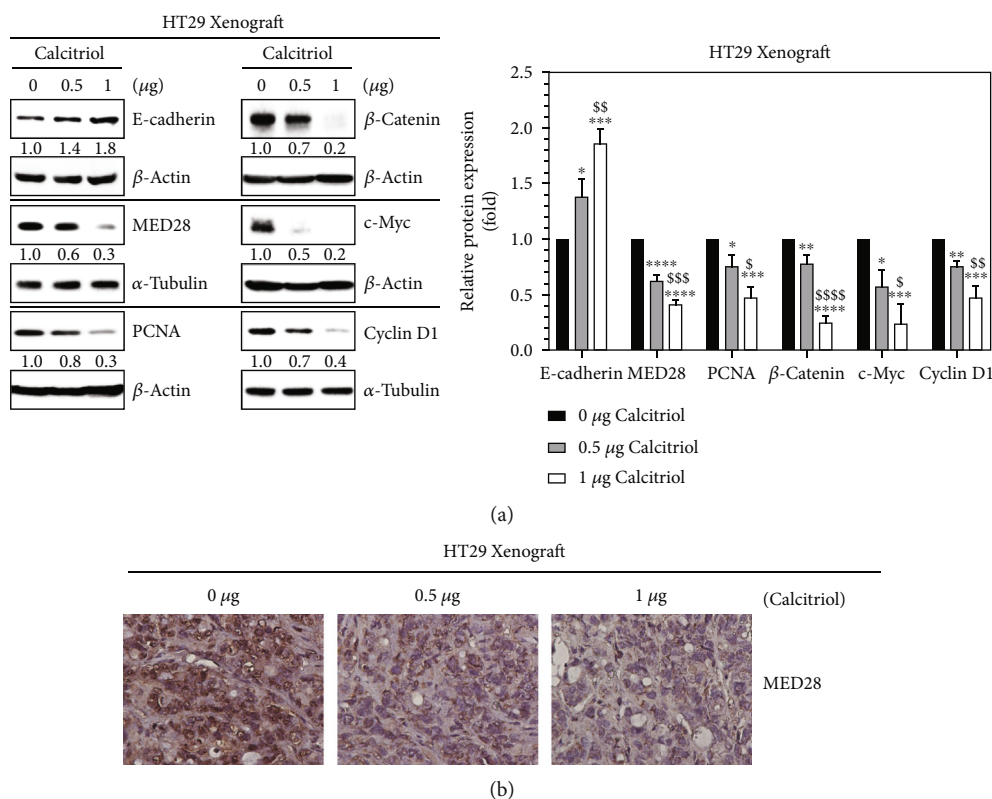 HT29 Xenograft
Calcitriol
0 0.5 1 (μg)
E-cadherin
1.0 1.4 1.8
β-Actin
MED28
1.0 0.6 0.3
α-Tubulin
PCNA
1.0 0.8 0.3
β-Actin
Calcitriol
0 0.5 1 (μg)
β-Catenin
1.0 0.7 0.2
β-Actin
c-Myc
1.0 0.5 0.2
β-Actin
Cyclin D1
1.0 0.7 0.4
α-Tubulin
HT29 Xenograft
Relative protein expression
(fold)
2.5
2.0
1.5
1.0
0.5
0.0
*
$$
***
****
$$$
****
*
$
***
**
$$$$
****
*
$
***
**
$$
***
E-cadherin MED28 PCNA β-Catenin c-Myc Cyclin D1
0 μg Calcitriol
0.5 μg Calcitriol
1 μg Calcitriol
(a)
HT29 Xenograft
0 μg 0.5 μg 1 μg (Calcitriol)
MED28
(b)